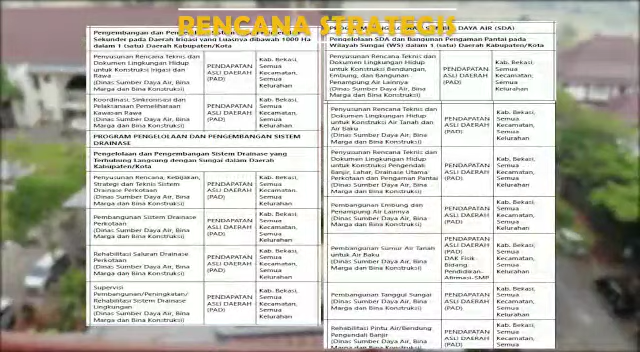 RENCANA STRATEGIS
Pengembangan dan Pengelolaan Sistem
Sekunder pada Daerah Irigasi yang Luasnya dibawah 1000 Ha
dalam 1 (satu) Daerah Kabupaten/Kota
Penyusunan Rencana Teknis dan
Dokumen Lingkungan Hidup
untuk Konstruksi Irigasi dan
Rawa
(Dinas Sumber Daya Air, Bina
Marga dan Bina Konstruksi)
PENDAPATAN
ASLI DAERAH
(PAD)
Kab. Bekasi,
Semua
Kecamatan,
Semua
Kelurahan
Koordinasi, Sinkronisasi dan
Pelaksanaan Pemeliharaan
Kawasan Rawa
(Dinas Sumber Daya Air, Bina
Marga dan Bina Konstruksi)
PENDAPATAN
ASLI DAERAH
(PAD)
Kab. Bekasi,
Semua
Kecamatan,
Semua
Kelurahan
PROGRAM PENGELOLAAN DAN PENGEMBANGAN SISTEM
DRAINASE
Pengelolaan dan Pengembangan Sistem Drainase yang
Terhubung Langsung dengan Sungai dalam Daerah
Kabupaten/Kota
Penyusunan Rencana, Kebijakan,
Strategi dan Teknis Sistem
Drainase Perkotaan
(Dinas Sumber Daya Air, Bina
Marga dan Bina Konstruksi)
PENDAPATAN
ASLI DAERAH
(PAD)
Kab. Bekasi,
Semua
Kecamatan,
Semua
Kelurahan
Pembangunan Sistem Drainase
Perkotaan
(Dinas Sumber Daya Air, Bina
Marga dan Bina Konstruksi)
PENDAPATAN
ASLI DAERAH
(PAD)
Kab. Bekasi,
Semua
Kecamatan,
Semua
Kelurahan
Rehabilitasi Saluran Drainase
Perkotaan
(Dinas Sumber Daya Air, Bina
Marga dan Bina Konstruksi)
PENDAPATAN
ASLI DAERAH
(PAD)
Kab. Bekasi,
Semua
Kecamatan,
Semua
Kelurahan
Supervisi
Pembangunan/Peningkatan/
Rehabilitasi Sistem Drainase
Lingkungan
(Dinas Sumber Daya Air, Bina
Marga dan Bina Konstruksi)
PENDAPATAN
ASLI DAERAH
(PAD)
Kab. Bekasi,
Semua
Kecamatan,
Semua
Kelurahan
DAYA AIR (SDA)
Pengelolaan SDA dan Bangunan Pengaman Pantai pada
Wilayah Sungai (WS) dalam 1 (satu) Daerah Kabupaten/Kota
Penyusunan Rencana Teknis dan
Dokumen Lingkungan Hidup
untuk Konstruksi Bendungan,
Embung, dan Bangunan
Penampung Air Lainnya
(Dinas Sumber Daya Air, Bina
Marga dan Bina Konstruksi)
PENDAPATAN
ASLI DAERAH
(PAD)
Kab. Bekasi,
Semua
Kecamatan,
Semua
Kelurahan
Penyusunan Rencana Teknis dan
Dokumen Lingkungan Hidup
untuk Konstruksi Air Tanah dan
Air Baku
(Dinas Sumber Daya Air, Bina
Marga dan Bina Konstruksi)
PENDAPATAN
ASLI DAERAH
(PAD)
Kab. Bekasi,
Semua
Kecamatan,
Semua
Kelurahan
Penyusunan Rencana Teknis dan
Dokumen Lingkungan Hidup
untuk Konstruksi Pengendali
Banjir, Lahar, Drainase Utama
Perkotaan dan Pengaman Pantai
(Dinas Sumber Daya Air, Bina
Marga dan Bina Konstruksi)
PENDAPATAN
ASLI DAERAH
(PAD)
Kab. Bekasi,
Semua
Kecamatan,
Semua
Kelurahan
Pembangunan Embung dan
Penampung Air Lainnya
(Dinas Sumber Daya Air, Bina
Marga dan Bina Konstruksi)
PENDAPATAN
ASLI DAERAH
(PAD)
Kab. Bekasi,
Semua
Kecamatan,
Semua
Kelurahan
Pembangunan Sumur Air Tanah
untuk Air Baku
(Dinas Sumber Daya Air, Bina
Marga dan Bina Konstruksi)
PENDAPATAN
ASLI DAERAH
(PAD)
DAK Fisik-
Bidang
Pendidikan-
Afirmasi-SMP
Kab. Bekasi,
Semua
Kecamatan,
Semua
Kelurahan
Pembangunan Tanggul Sungai
(Dinas Sumber Daya Air, Bina
Marga dan Bina Konstruksi)
PENDAPATAN
ASLI DAERAH
(PAD)
Kab. Bekasi,
Semua
Kecamatan,
Semua
Kelurahan
Rehabilitasi Pintu Air/Bendung
Pengendali Banjir
(Dinas Sumber Daya Air, Bina
Marga dan Bina Konstruksi)
PENDAPATAN
ASLI DAERAH
(PAD)
Kab. Bekasi,
Semua
Kecamatan,
Semua